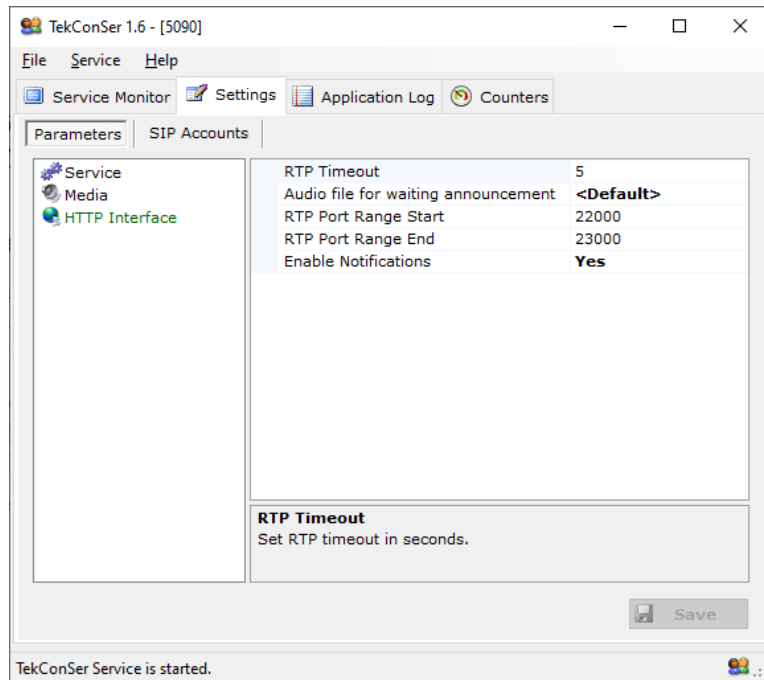 TekConSer 1.6 - [5090]
File Service Help
Service Monitor Settings Application Log Counters
Parameters SIP Accounts
Service
Media
HTTP Interface
RTP Timeout 5
Audio file for waiting announcement <Default>
RTP Port Range Start 22000
RTP Port Range End 23000
Enable Notifications Yes
RTP Timeout
Set RTP timeout in seconds.
Save
TekConSer Service is started.